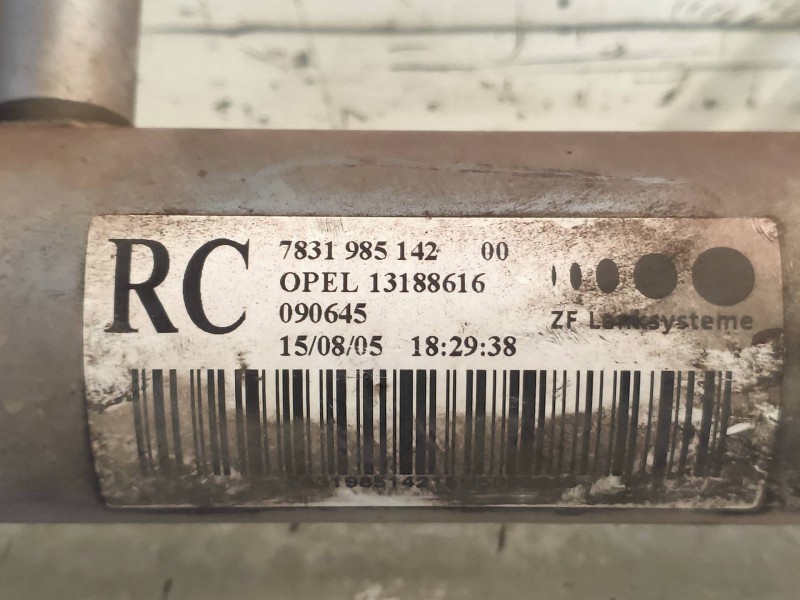 RC
7831 985 142 00
OPEL 13188616
090645
15/08/05 18:29:38
ZF Lenksysteme